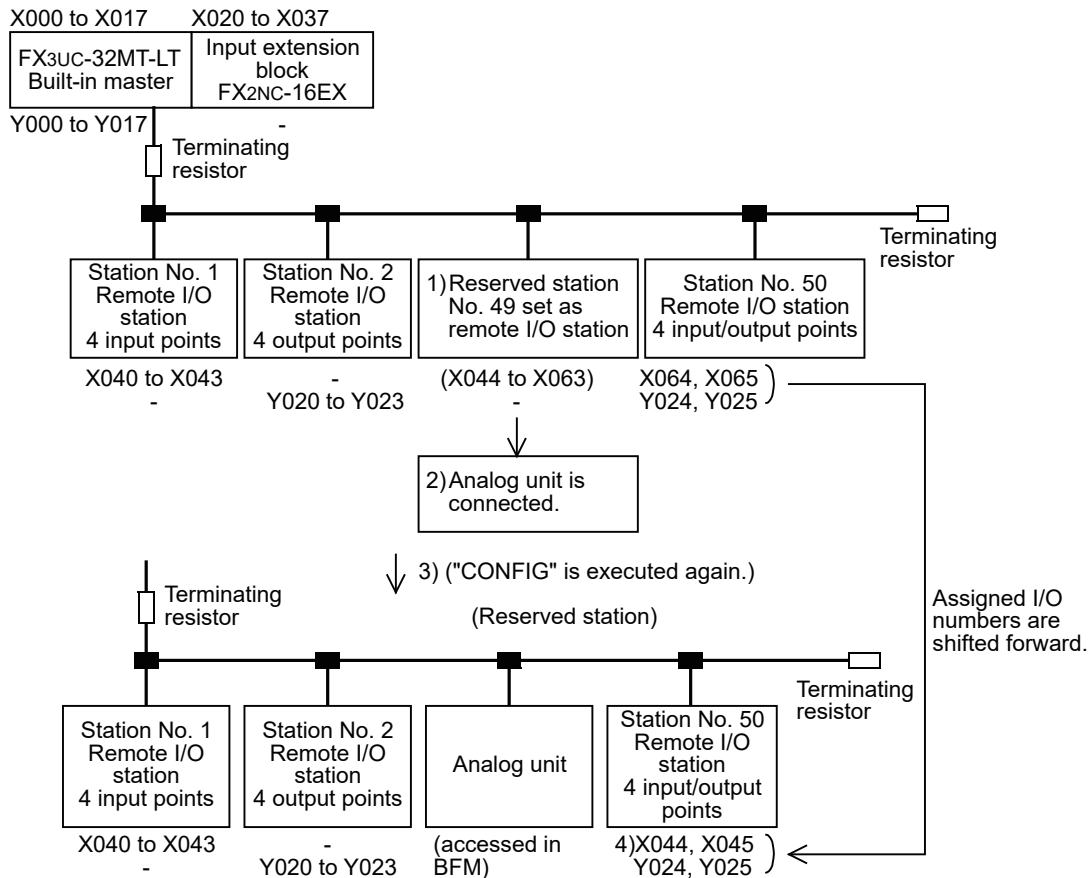 X000 to X017
X020 to X037
FX3UC-32MT-LT
Built-in master
Input extension
block
FX2NC-16EX
Y000 to Y017
-
Terminating
resistor
Terminating
resistor
Station No. 1
Remote I/O
station
4 input points
Station No. 2
Remote I/O
station
4 output points
1) Reserved station
No. 49 set as
remote I/O station
Station No. 50
Remote I/O station
4 input/output points
X040 to X043
-
-
Y020 to Y023
(X044 to X063)
-
X064, X065
Y024, Y025
2) Analog unit is
connected.
3) ("CONFIG" is executed again.)
Assigned I/O
numbers are
shifted forward.
Terminating
resistor
(Reserved station)
Terminating
resistor
Station No. 1
Remote I/O
station
4 input points
Station No. 2
Remote I/O
station
4 output points
Analog unit
Station No. 50
Remote I/O
station
4 input/output
points
X040 to X043
-
-
Y020 to Y023
(accessed in
BFM)
4)X044, X045
Y024, Y025